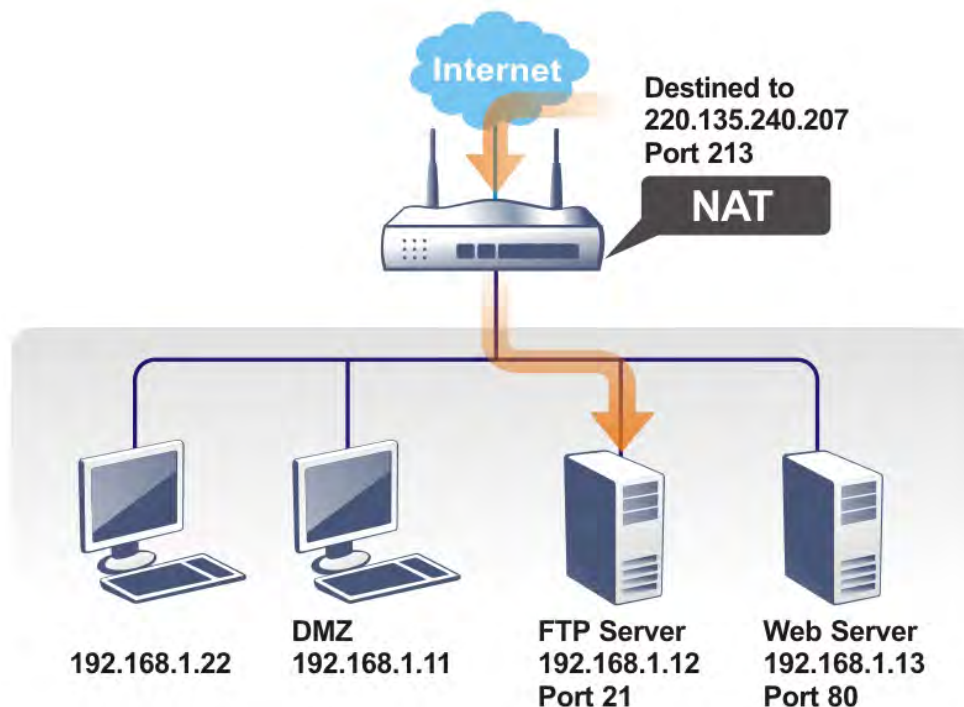 Internet
Destined to
220.135.240.207
Port 213
NAT
192.168.1.22
DMZ
192.168.1.11
FTP Server
192.168.1.12
Port 21
Web Server
192.168.1.13
Port 80